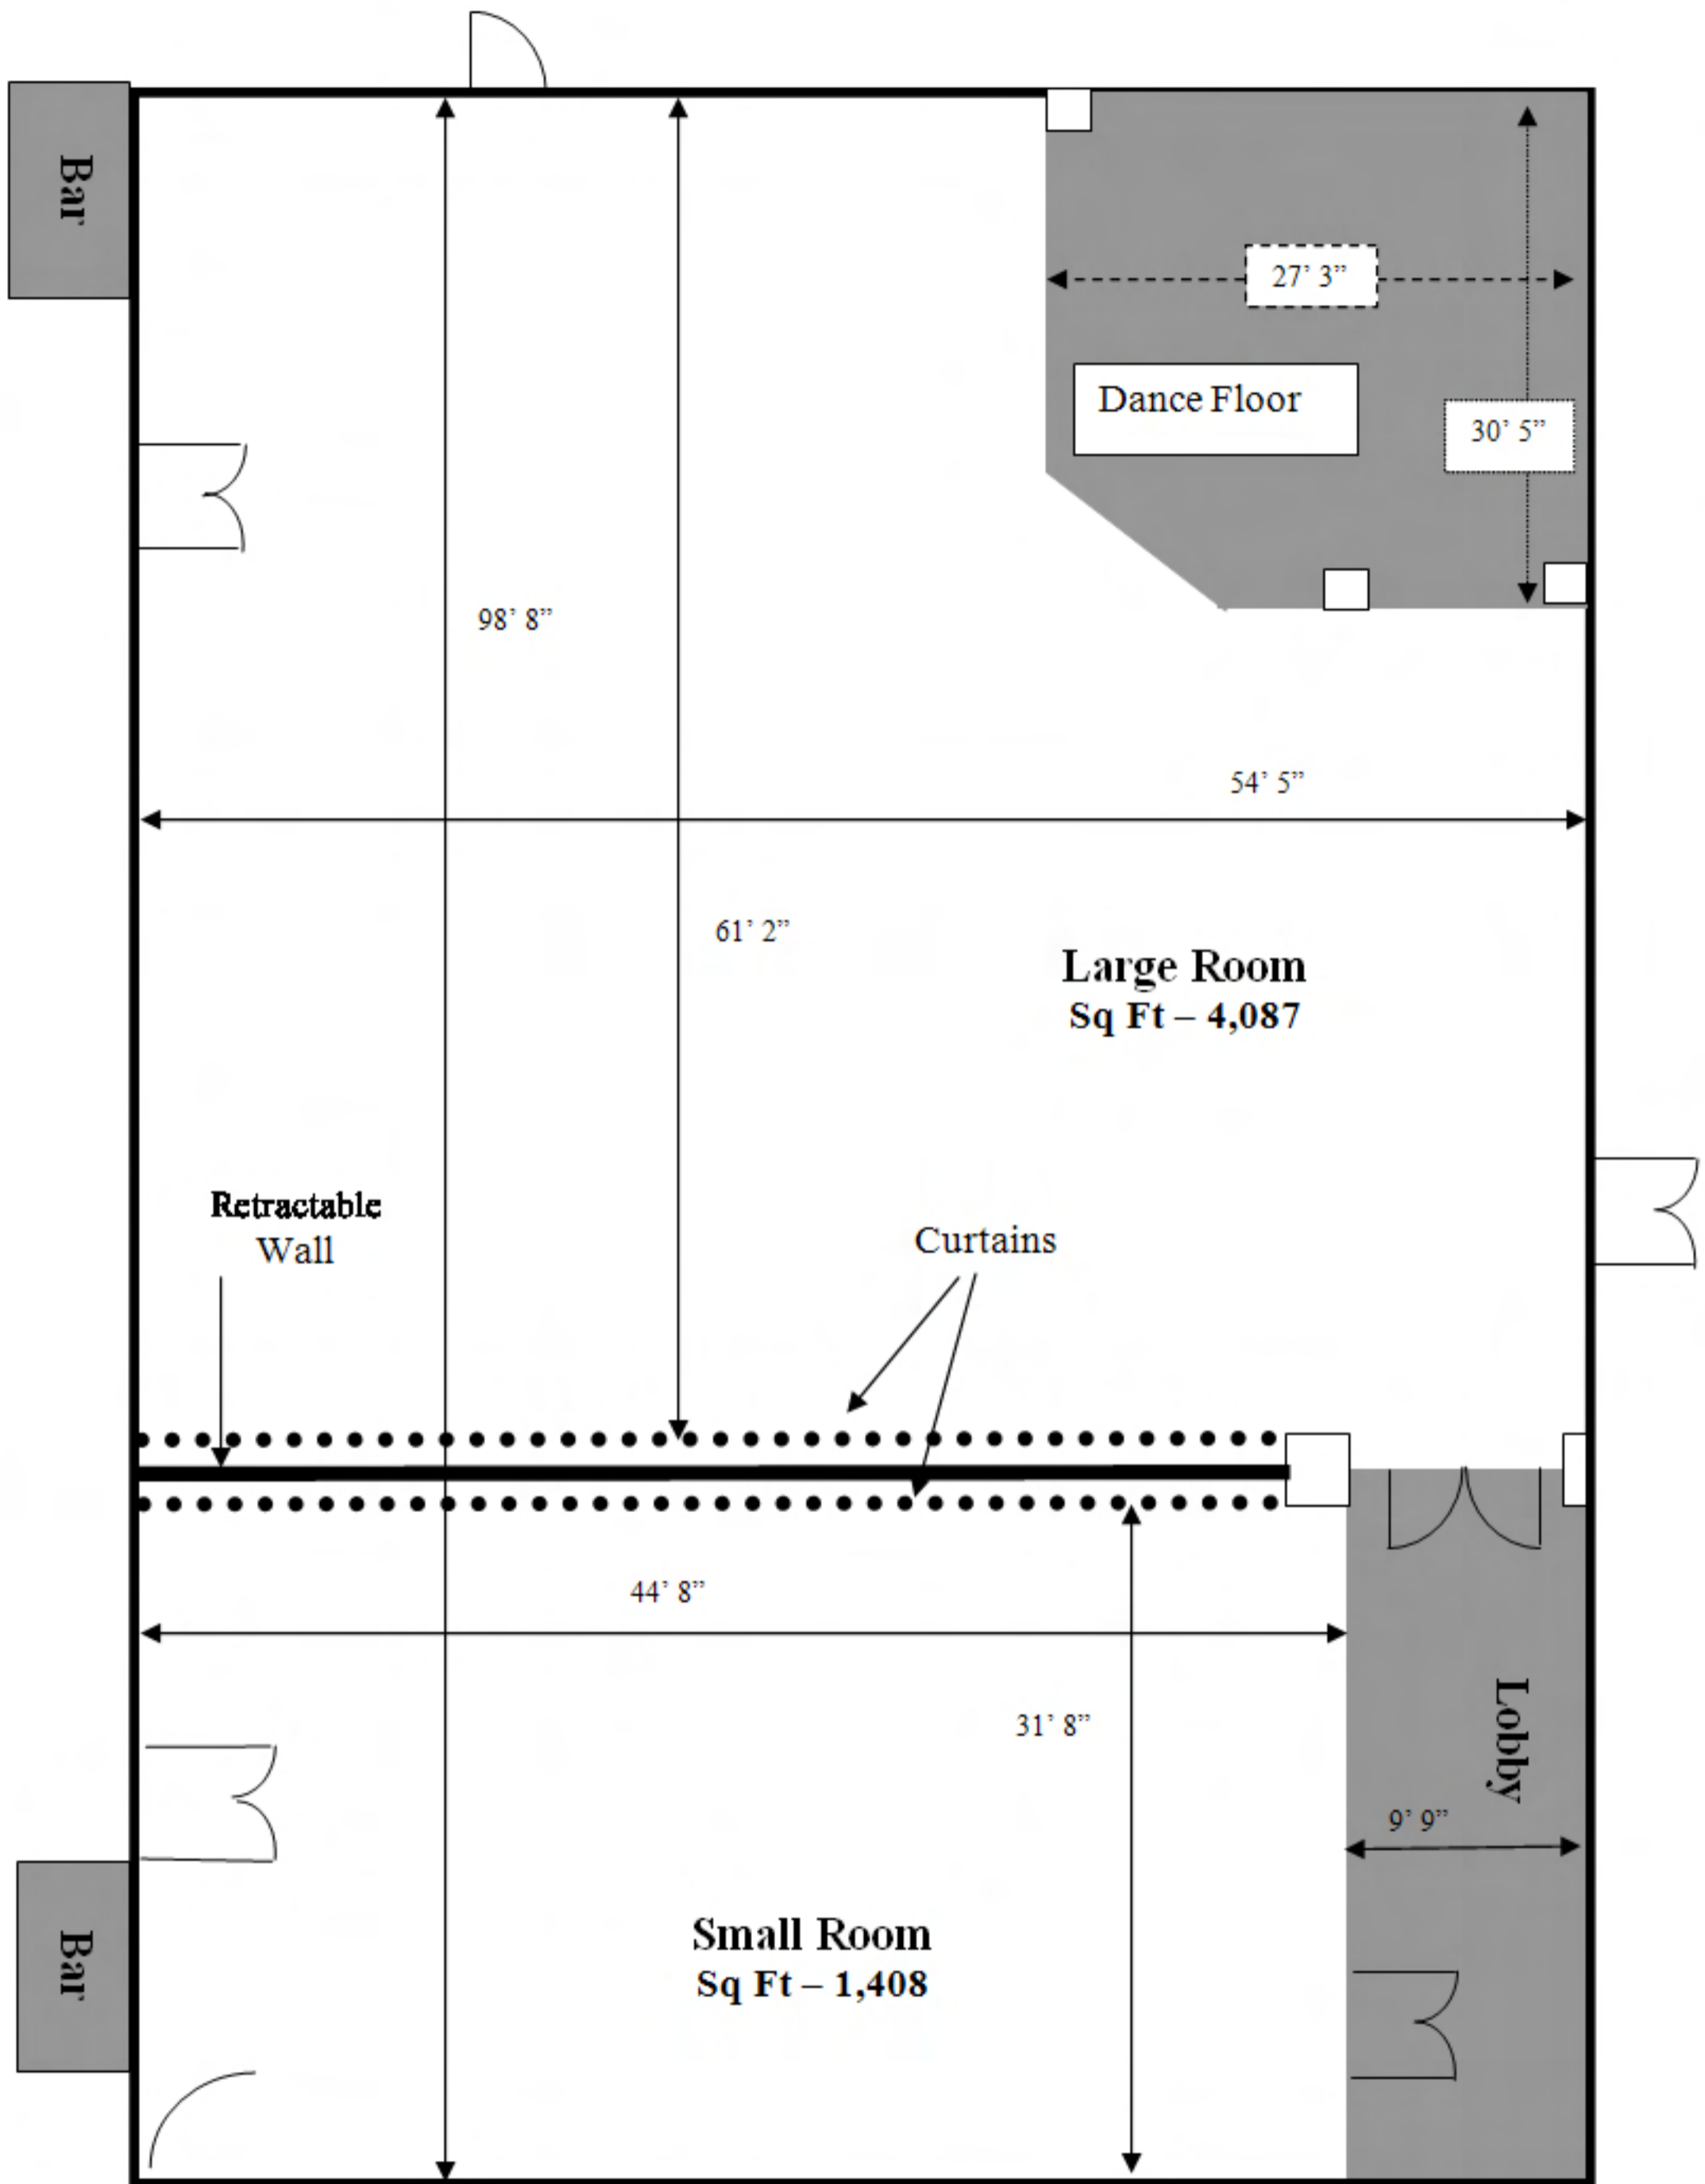 Bar
27’ 3”
Dance Floor
30’ 5”
98’ 8”
54’ 5”
61’ 2”
Large Room
Sq Ft – 4,087
Retractable
Wall
Curtains
44’ 8”
31’ 8”
Lobby
9’ 9”
Small Room
Sq Ft – 1,408
Bar